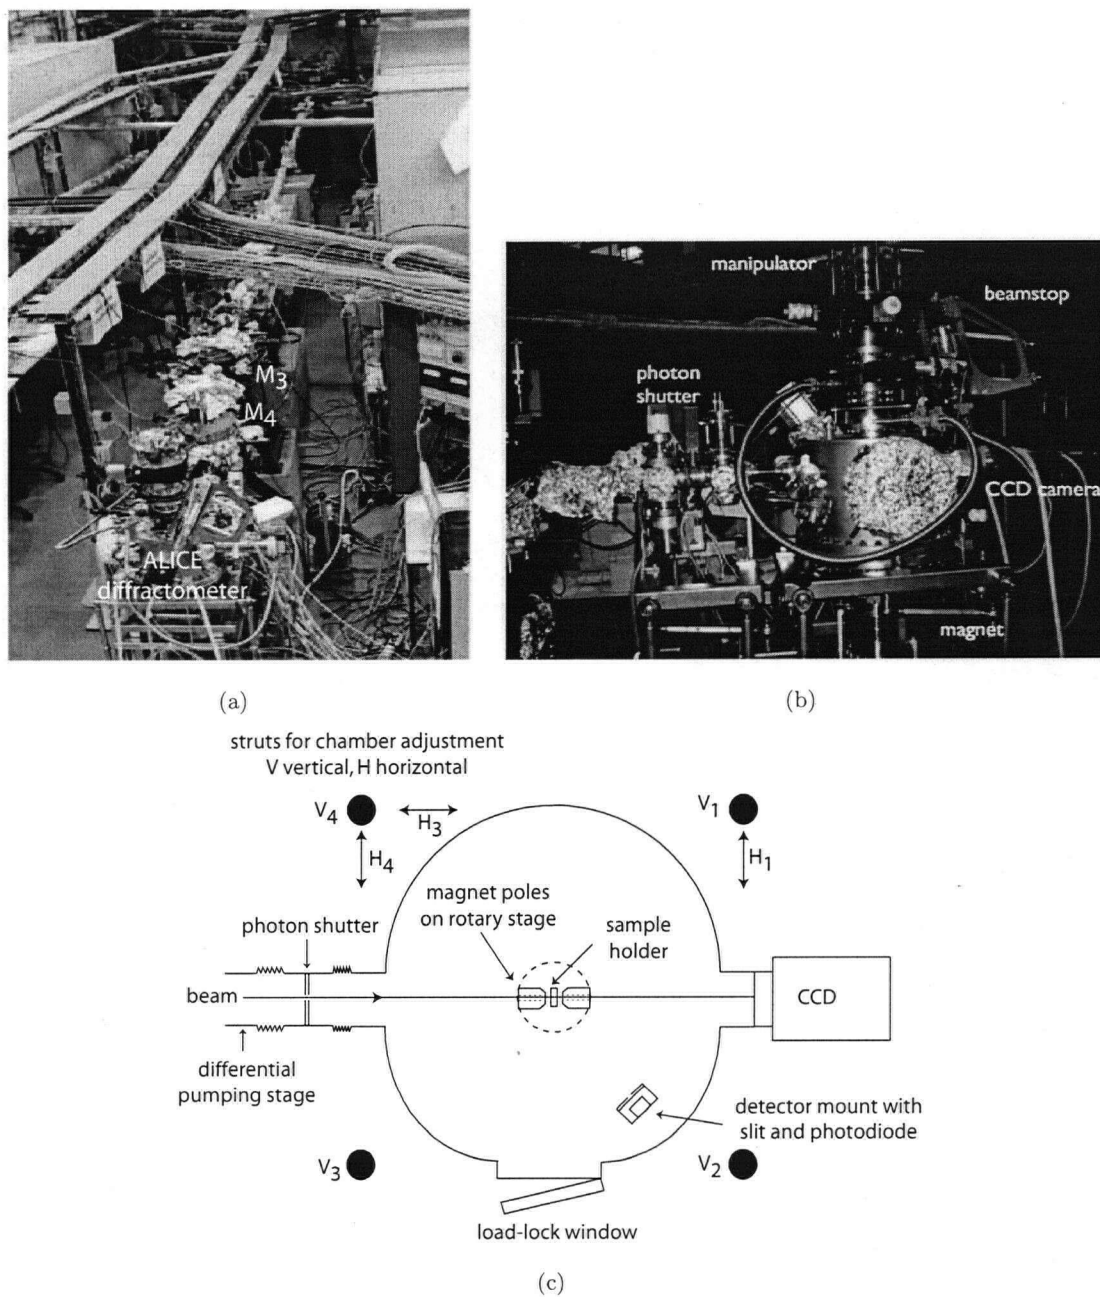 M3
M4
ALICE
diffractometer
(a)
manipulator
beamstop
photon
shutter
CCD camera
magnet
(b)
struts for chamber adjustment
V vertical, H horizontal
V4
H3
H4
V1
H1
magnet poles
on rotary stage
sample
holder
photon shutter
beam
CCD
differential
pumping stage
detector mount with
slit and photodiode
V3
V2
load-lock window
(c)